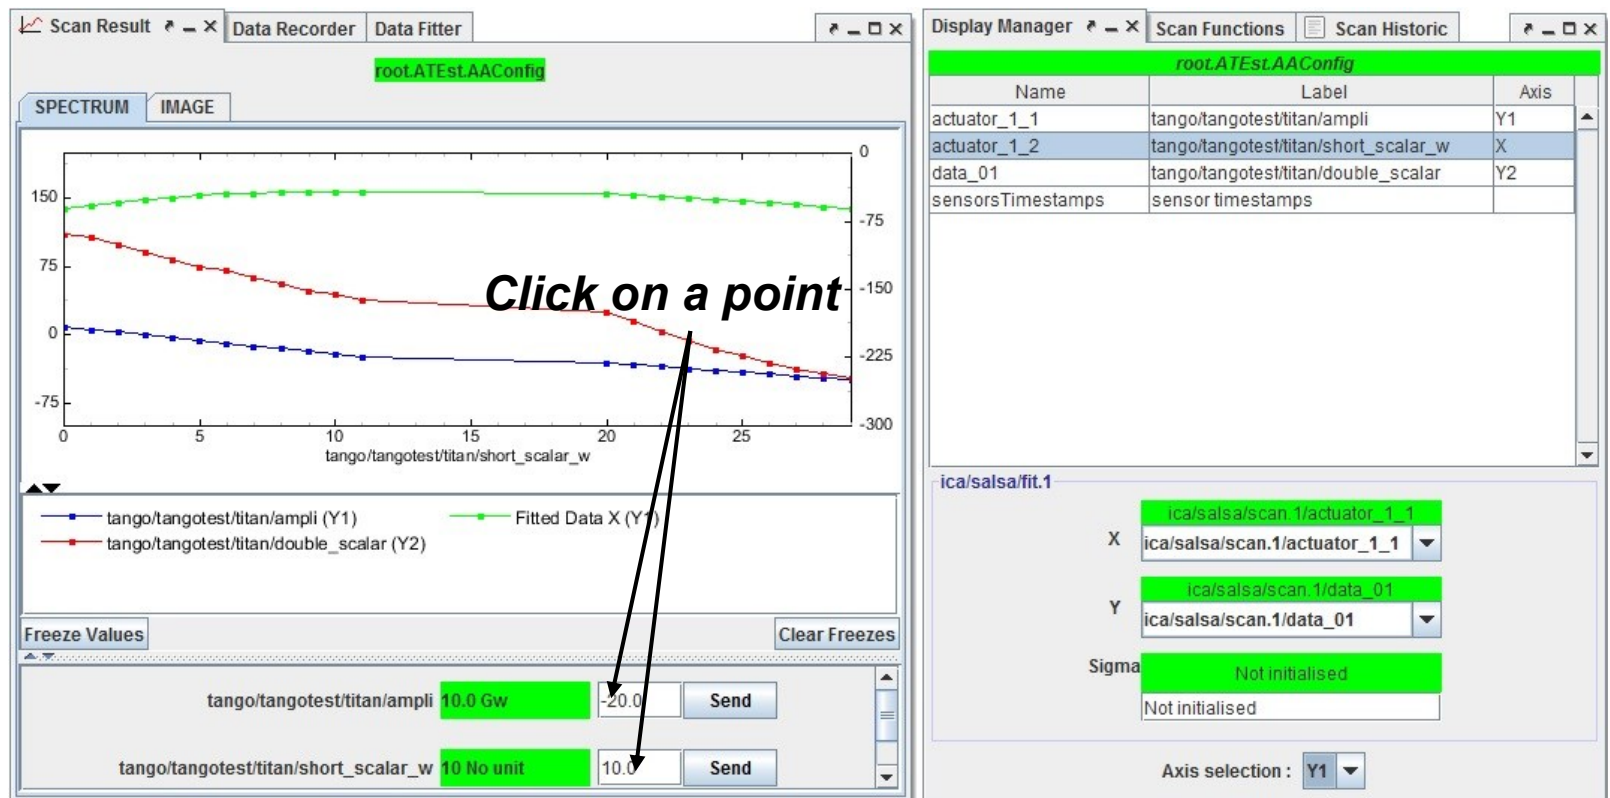 Scan Result
Data Recorder
Data Fitter
root.ATEst.AAConfig
SPECTRUM
IMAGE
150
75
0
-75
0
-75
-150
-225
-300
0 5 10 15 20 25
tango/tangotest/titan/short_scalar_w
Click on a point
tango/tangotest/titan/ampli (Y1)
Fitted Data X (Y1)
tango/tangotest/titan/double_scalar (Y2)
Freeze Values
Clear Freezes
tango/tangotest/titan/ampli 10.0 Gw -20.0 Send
tango/tangotest/titan/short_scalar_w 10 No unit 10.0 Send
Display Manager
Scan Functions
Scan Historic
root.ATEst.AAConfig
Name Label Axis
actuator_1_1 tango/tangotest/titan/ampli Y1
actuator_1_2 tango/tangotest/titan/short_scalar_w X
data_01 tango/tangotest/titan/double_scalar Y2
sensorsTimestamps sensor timestamps
ica/salsa/fit.1
ica/salsa/scan.1/actuator_1_1
X ica/salsa/scan.1/actuator_1_1
ica/salsa/scan.1/data_01
Y ica/salsa/scan.1/data_01
Sigma Not initialised
Not initialised
Axis selection : Y1